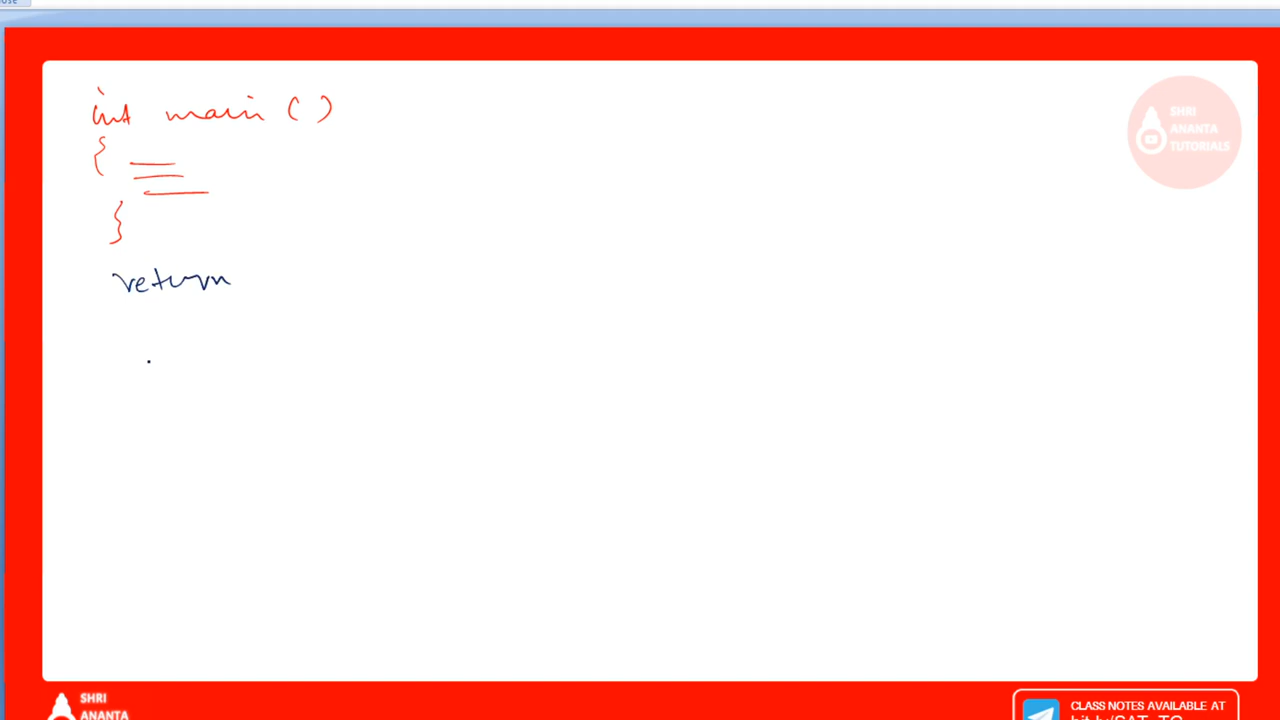 int main ( )
{
}
return
SHRI
ANANTA
TUTORIALS
SHRI
ANANTA
CLASS NOTES AVAILABLE AT